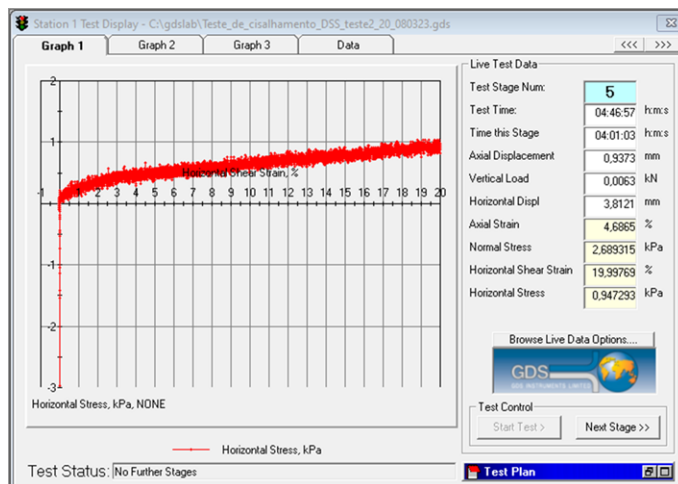 Station 1 Test Display - C:\gdslab\Teste_de_cisalhamento_DSS_teste2_20_080323.gds
Graph 1
Graph 2
Graph 3
Data
<<<
>>>
2
1
-1 1 2 3 4 5 6 7 8 9 10 11 12 13 14 15 16 17 18 19 20
Horizontal Shear Strain, %
-1
-2
-3
Horizontal Stress, kPa, NONE
Horizontal Stress, kPa
Test Status: No Further Stages
Live Test Data
Test Stage Num: 5
Test Time: 04:46:57 h:m:s
Time this Stage 04:01:03 h:m:s
Axial Displacement 0,9373 mm
Vertical Load 0,0063 kN
Horizontal Displ 3,8121 mm
Axial Strain 4,6865 %
Normal Stress 2,689315 kPa
Horizontal Shear Strain 19,99769 %
Horizontal Stress 0,947293 kPa
Browse Live Data Options....
GDS
GDS INSTRUMENTS LIMITED
Test Control
Start Test >
Next Stage >>
Test Plan